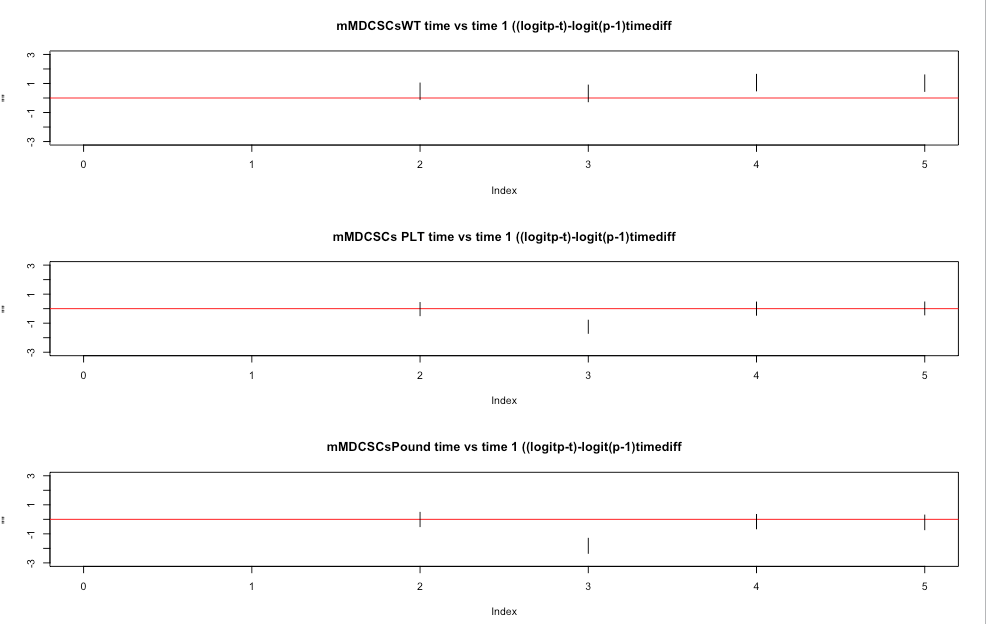 mMDCSCsWT time vs time 1 ((logitp-t)-logit(p-1)timediff
3
1
-1
-3
""
0 1 2 3 4 5
Index
mMDCSCs PLT time vs time 1 ((logitp-t)-logit(p-1)timediff
3
1
-1
-3
""
0 1 2 3 4 5
Index
mMDCSCsPound time vs time 1 ((logitp-t)-logit(p-1)timediff
3
1
-1
-3
""
0 1 2 3 4 5
Index